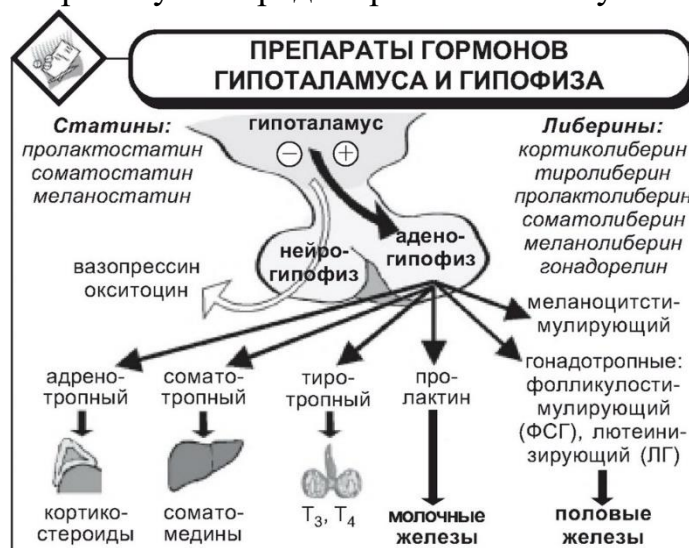 ПРЕПАРАТЫ ГОРМОНОВ
ГИПОТАЛАМУСА И ГИПОФИЗА
Статины:
пролактостатин
соматостатин
меланостатин
гипоталамус
Либерины:
кортиколиберин
тиролиберин
пролактолиберин
соматолиберин
меланолиберин
гонадорелин
нейро-
гипофиз
адено-
гипофиз
вазопрессин
окситоцин
меланоцитсти-
мулирующий
адрено-
тропный
сомато-
тропный
тиро-
тропный
про-
лактин
гонадотропные:
фолликулости-
мулирующий
(ФСГ), лютеини-
зирующий (ЛГ)
кортико-
стероиды
сомато-
медины
Т₃, Т₄
молочные
железы
половые
железы